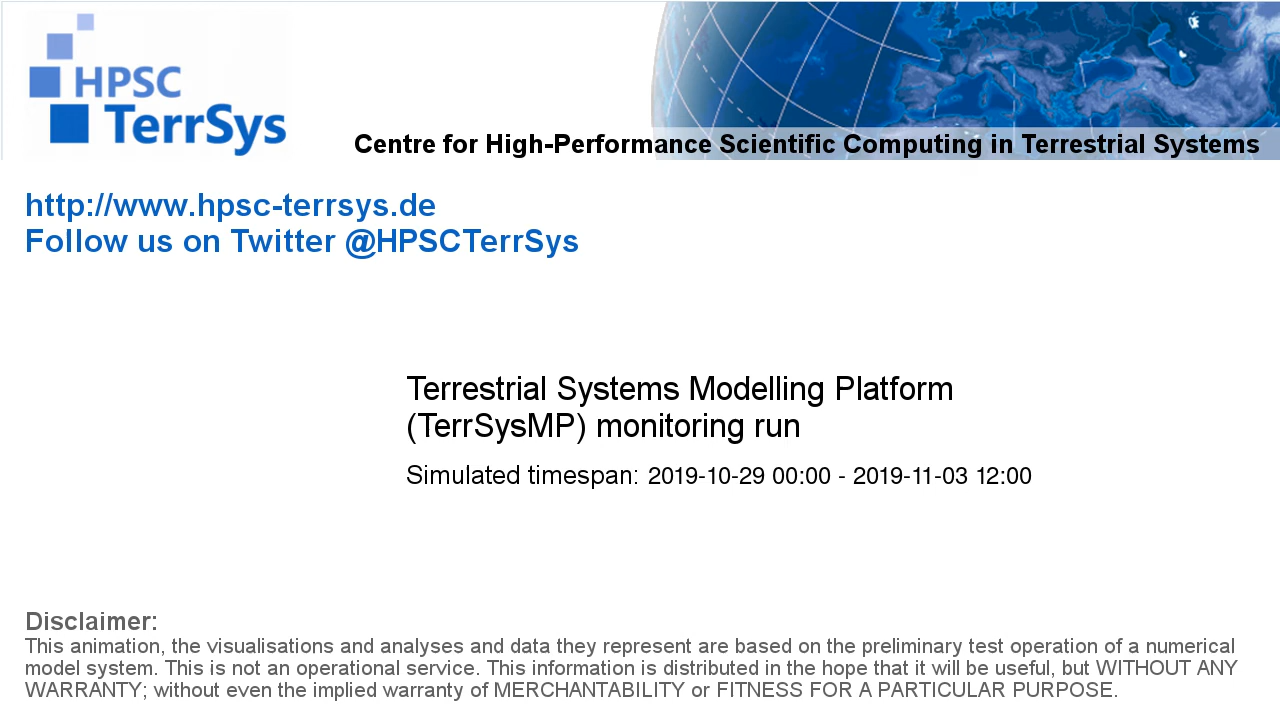 HPSC
TerrSys
Centre for High-Performance Scientific Computing in Terrestrial Systems
http://www.hpsc-terrsys.de
Follow us on Twitter @HPSCTerrSys
Terrestrial Systems Modelling Platform
(TerrSysMP) monitoring run
Simulated timespan: 2019-10-29 00:00 - 2019-11-03 12:00
Disclaimer:
This animation, the visualisations and analyses and data they represent are based on the preliminary test operation of a numerical
model system. This is not an operational service. This information is distributed in the hope that it will be useful, but WITHOUT ANY
WARRANTY; without even the implied warranty of MERCHANTABILITY or FITNESS FOR A PARTICULAR PURPOSE.